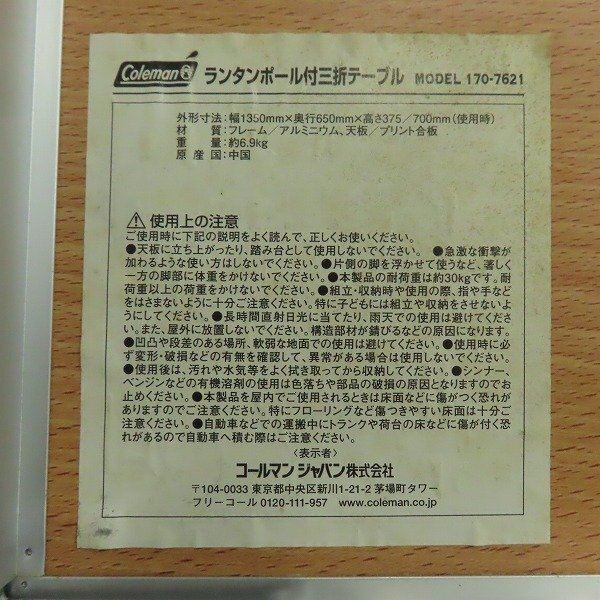 Coleman ランタンポール付三折テーブル MODEL 170-7621
外形寸法:幅1350mm×奥行650mm×高さ375/700mm(使用時)
材 質:フレーム/アルミニウム、天板/プリント合板
重 量:約6.9kg
原 産 国:中国
⚠使用上の注意
ご使用時に下記の説明をよく読んで、正しくお使いください。
●天板に立ち上がったり、踏み台として使用しないでください。 ●急激な衝撃が
加わるような使い方はしないでください。●片側の脚を浮かせて使うなど、著しく
一方の脚部に体重をかけないでください。●本製品の耐荷重は約30kgです。耐
荷重以上の荷重をかけないでください。●組立・収納時や使用の際、指や手など
をはさまないように十分ご注意ください。特に子どもには組立や収納をさせないよ
うにしてください。●長時間直射日光に当てたり、雨天での使用は避けてくださ
い。また、屋外に放置しないでください。構造部材が錆びるなどの原因になります。
●凹凸や段差のある場所、軟弱な地面での使用は避けてください。●使用時に必
ず変形・破損などの有無を確認して、異常がある場合は使用しないでください。
●使用後は、汚れや水気等をよく拭き取ってから収納してください。●シンナー、
ベンジンなどの有機溶剤の使用は色落ちや部品の破損の原因となりますのでお
止めください。●本製品を屋内でご使用されるときは床面などに傷がつく恐れが
ありますのでご注意ください。特にフローリングなど傷つきやすい床面は十分ご
注意ください。●自動車などでの運搬中にトランクや荷台の床などに傷が付く恐
れがあるので自動車へ積む際はご注意ください。
〈表示者〉
コールマン ジャパン株式会社
〒104-0033 東京都中央区新川1-21-2 茅場町タワー
フリーコール 0120-111-957 www.coleman.co.jp